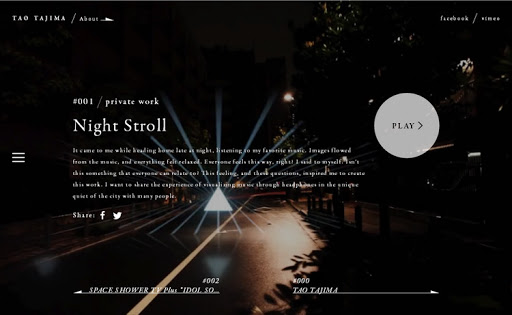 TAO TAJIMA / About
facebook / vimeo
#001 / private work
Night Stroll
PLAY
It came to me while heading home late at night, listening to my favorite music. Images flowed
from the music, and everything felt relaxed. Everyone feels this way, right? I said to myself. Isn't
this something that everyone can relate to? This feeling, and these questions, inspired me to create
this work. I want to share the experience of visualizing music through headphones in the unique
quiet of the city with many people.
Share:
#002
SPACE SHOWER TV Plus "IDOL SO...
#000
TAO TAJIMA